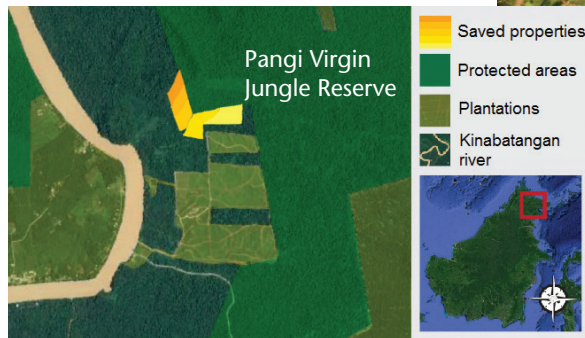 Pangi Virgin
Jungle Reserve
Saved properties
Protected areas
Plantations
Kinabatangan
river